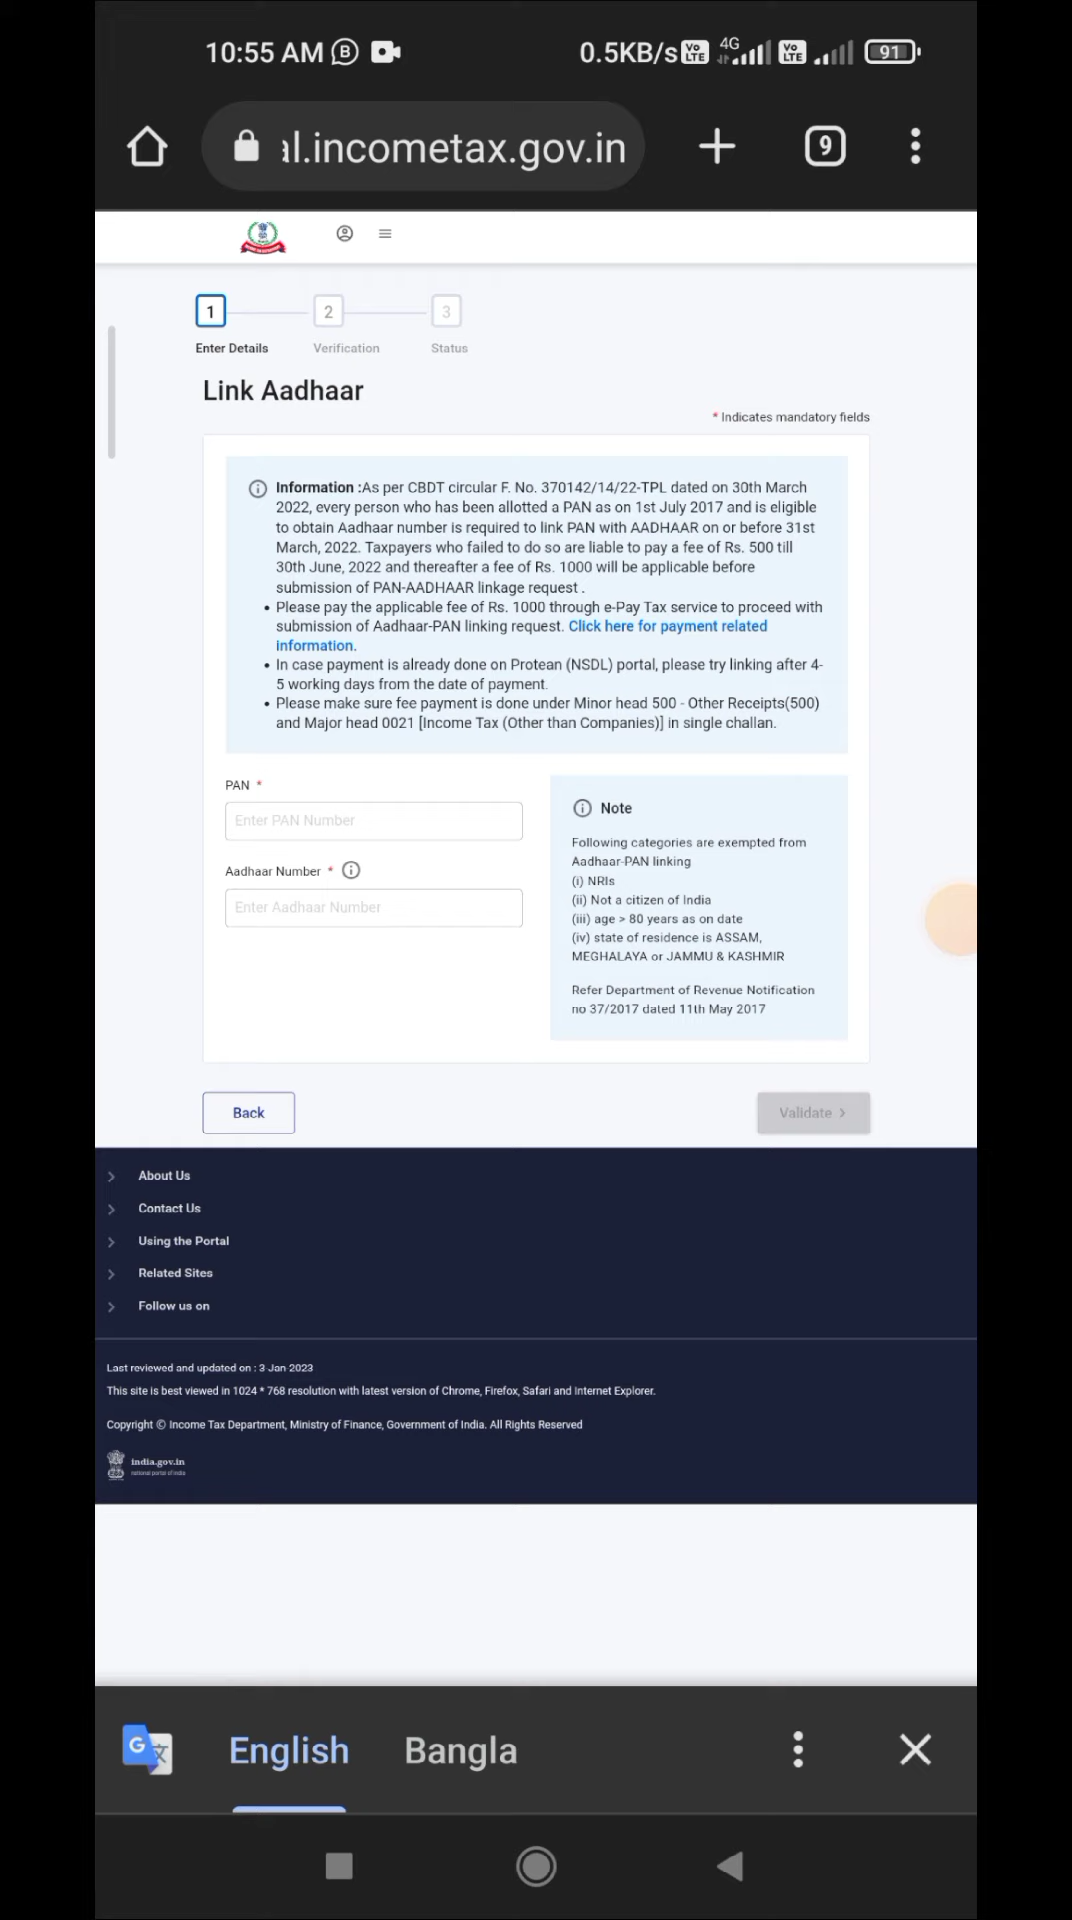 10:55 AM B 0.5KB/s Vo LTE 4G Vo LTE 91
al.incometax.gov.in 9
1 2 3
Enter Details Verification Status
Link Aadhaar
* Indicates mandatory fields
Information :As per CBDT circular F. No. 370142/14/22-TPL dated on 30th March
2022, every person who has been allotted a PAN as on 1st July 2017 and is eligible
to obtain Aadhaar number is required to link PAN with AADHAAR on or before 31st
March, 2022. Taxpayers who failed to do so are liable to pay a fee of Rs. 500 till
30th June, 2022 and thereafter a fee of Rs. 1000 will be applicable before
submission of PAN-AADHAAR linkage request .
• Please pay the applicable fee of Rs. 1000 through e-Pay Tax service to proceed with
submission of Aadhaar-PAN linking request. Click here for payment related
information.
• In case payment is already done on Protean (NSDL) portal, please try linking after 4-
5 working days from the date of payment.
• Please make sure fee payment is done under Minor head 500 - Other Receipts(500)
and Major head 0021 [Income Tax (Other than Companies)] in single challan.
PAN *
Enter PAN Number
Aadhaar Number *
Enter Aadhaar Number
Note
Following categories are exempted from
Aadhaar-PAN linking
(i) NRIs
(ii) Not a citizen of India
(iii) age > 80 years as on date
(iv) state of residence is ASSAM,
MEGHALAYA or JAMMU & KASHMIR
Refer Department of Revenue Notification
no 37/2017 dated 11th May 2017
Back Validate >
> About Us
> Contact Us
> Using the Portal
> Related Sites
> Follow us on
Last reviewed and updated on : 3 Jan 2023
This site is best viewed in 1024 * 768 resolution with latest version of Chrome, Firefox, Safari and Internet Explorer.
Copyright © Income Tax Department, Ministry of Finance, Government of India. All Rights Reserved
india.gov.in
national portal of india
G 文 English Bangla